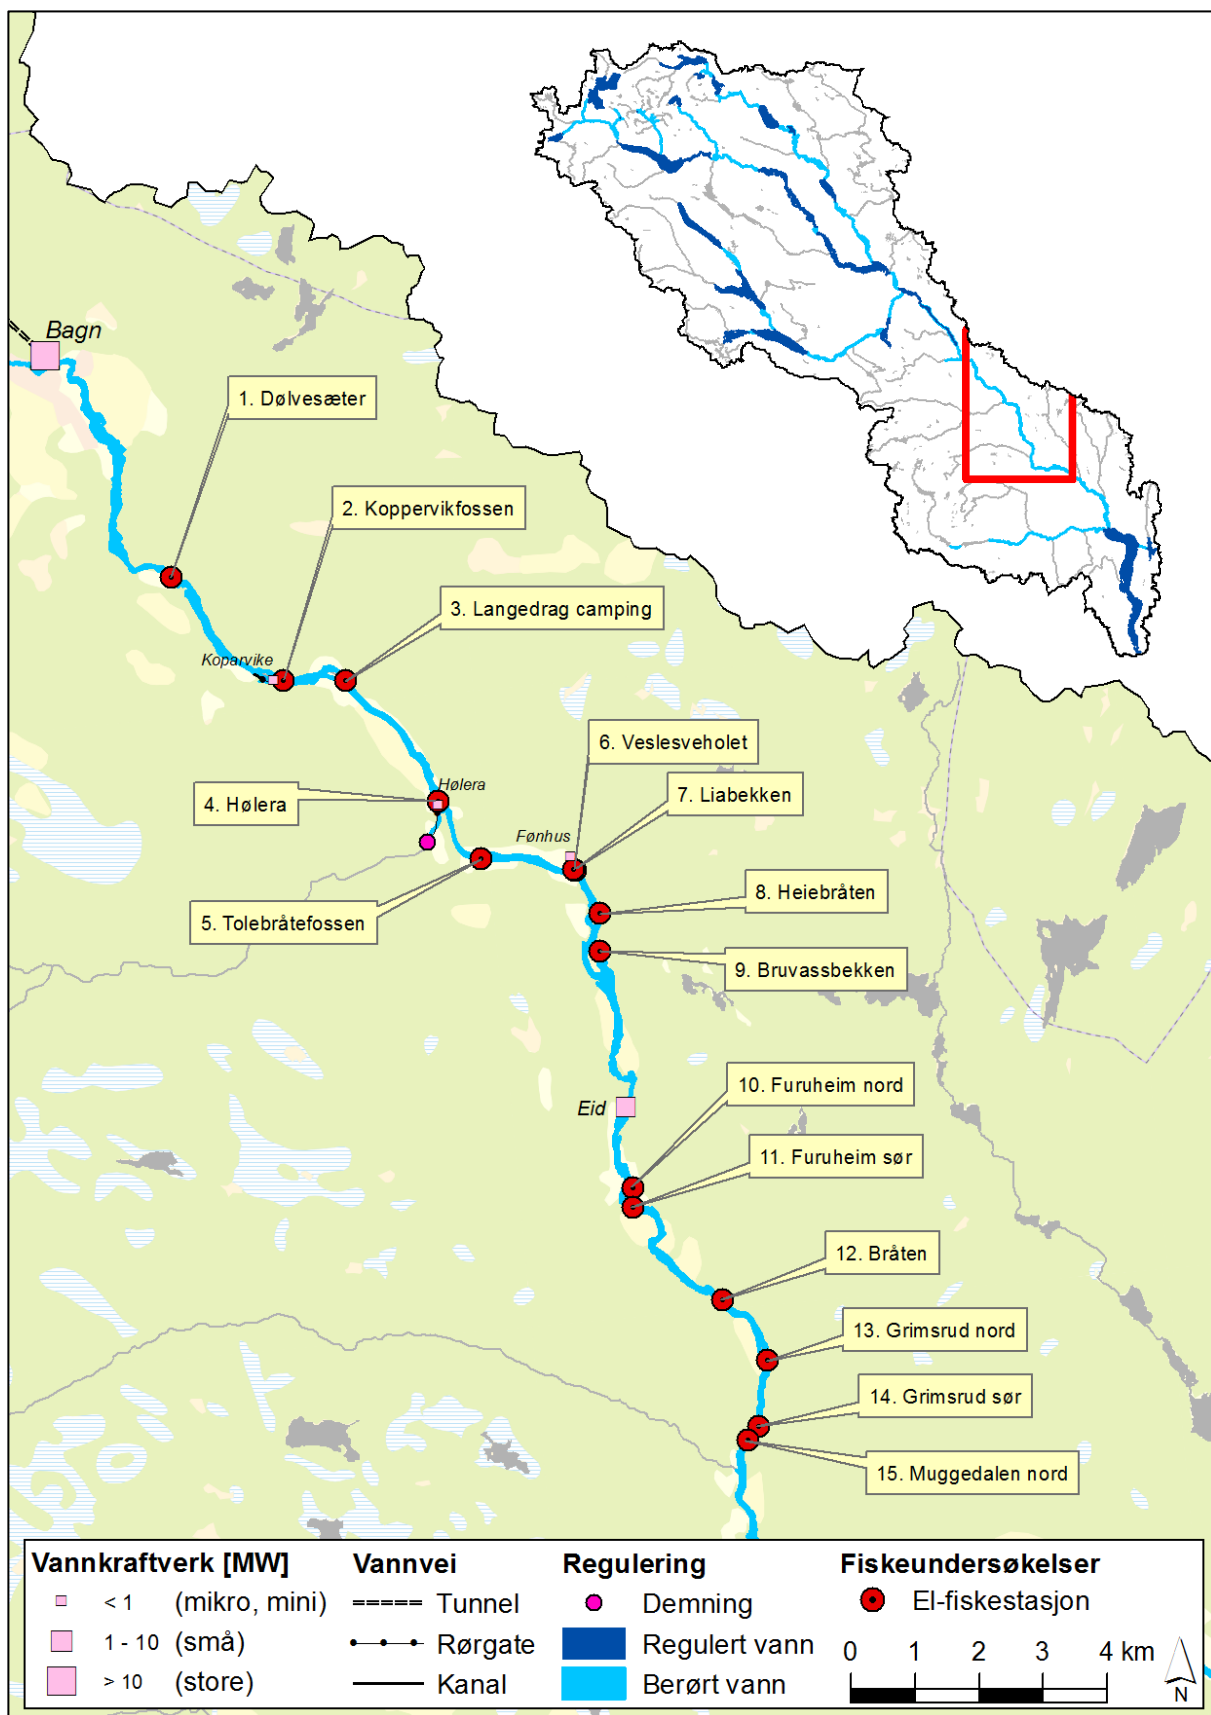 Bagn
1. Dølvesæter
2. Koppervikfossen
3. Langedrag camping
Koparvike
6. Veslesveholet
Hølera
7. Liabekken
4. Hølera
Fønhus
8. Heiebråten
5. Tolebråtefossen
9. Bruvassbekken
10. Furuheim nord
Eid
11. Furuheim sør
12. Bråten
13. Grimsrud nord
14. Grimsrud sør
15. Muggedalen nord
Vannkraftverk [MW]
< 1 (mikro, mini)
1 - 10 (små)
> 10 (store)
Vannvei
Tunnel
Rørgate
Kanal
Regulering
Demning
Regulert vann
Berørt vann
Fiskeundersøkelser
El-fiskestasjon
0 1 2 3 4 km
N